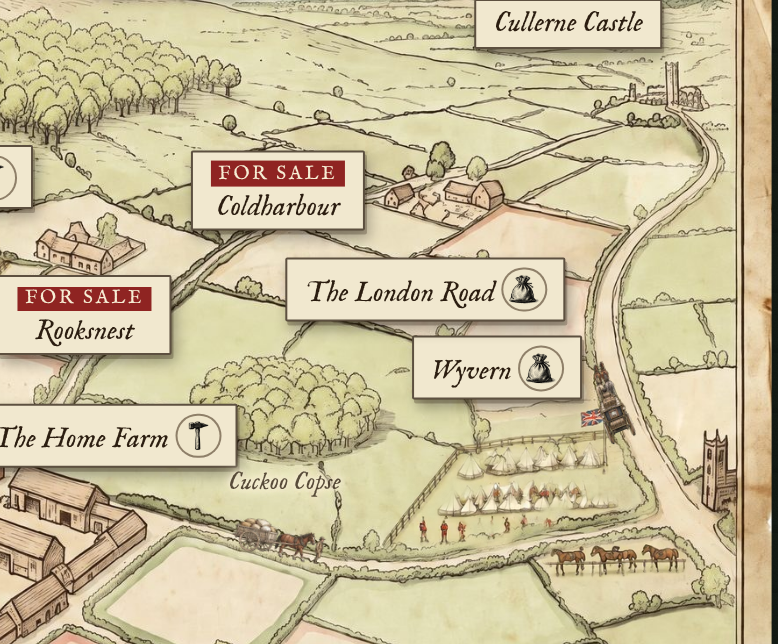 Cullerne Castle
FOR SALE
Coldharbour
The London Road
FOR SALE
Rooksnest
Wyvern
The Home Farm
Cuckoo Copse